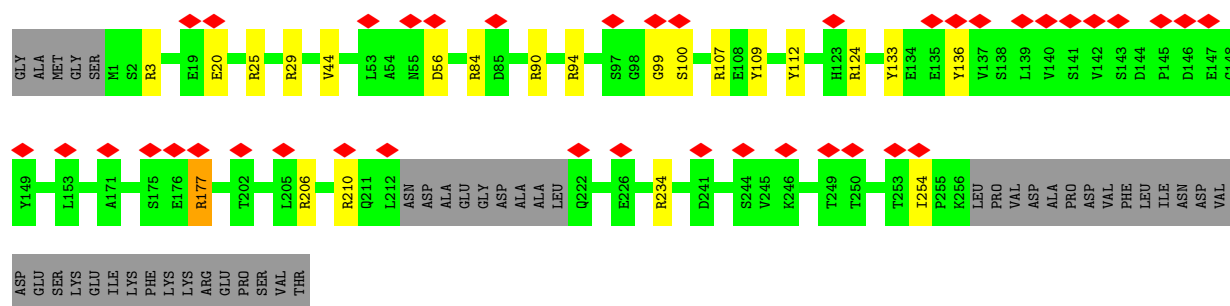 GLY ALA MET GLY SER M1 S2 R3 E19 E20 R25 R29 V44 L53 A54 N55 D56 R84 D85 R90 R94 S97 G98 G99 S100 R107 E108 Y109 Y112 H123 R124 Y133 E134 E135 Y136 V137 S138 L139 V140 S141 V142 S143 D144 P145 D146 E147 G148
Y149 L153 A171 S175 E176 R177 T202 L205 R206 R210 Q211 L212 ASN ASP ALA GLU GLY ASP ALA ALA LEU Q222 E226 R234 D241 S244 V245 K246 T249 T250 T253 I254 P255 K256 LEU PRO VAL ASP ALA PRO ASP VAL PHE LEU ILE ASN ASP VAL
ASP GLU SER LYS GLU ILE LYS PHE LYS LYS ARG GLU PRO SER VAL THR